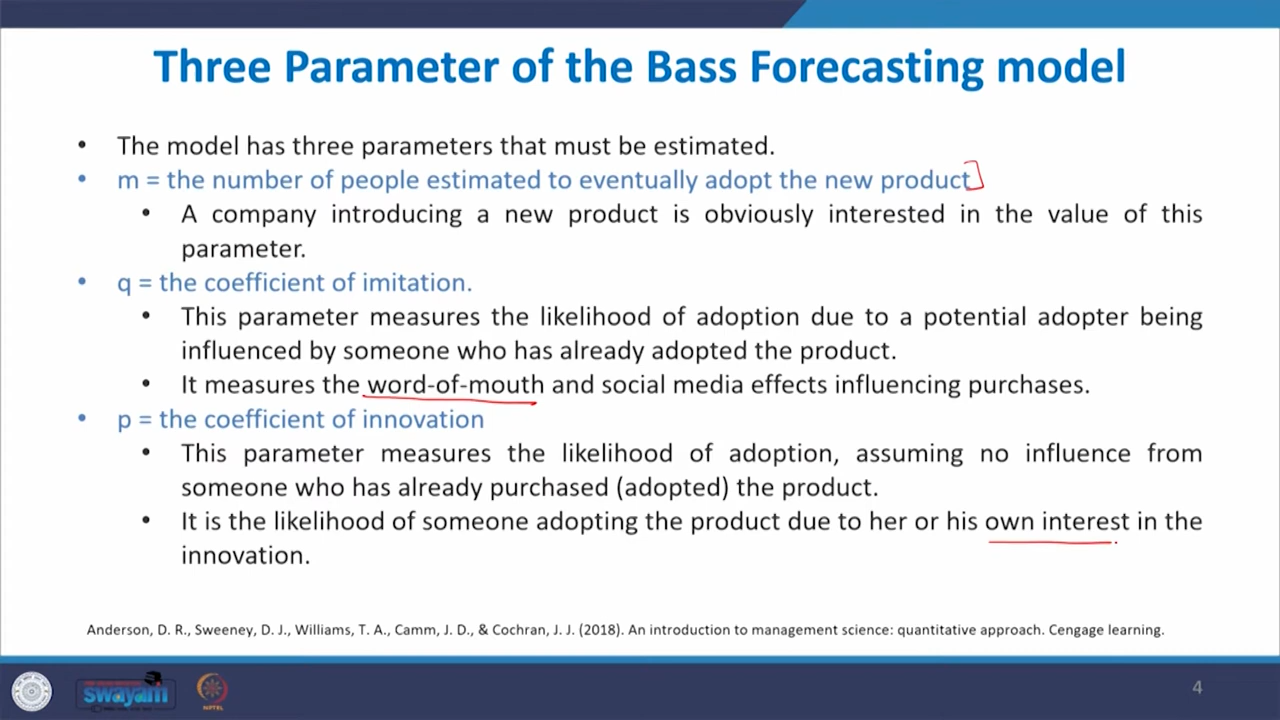 Three Parameter of the Bass Forecasting model
• The model has three parameters that must be estimated.
• m = the number of people estimated to eventually adopt the new product
• A company introducing a new product is obviously interested in the value of this
parameter.
• q = the coefficient of imitation.
• This parameter measures the likelihood of adoption due to a potential adopter being
influenced by someone who has already adopted the product.
• It measures the word-of-mouth and social media effects influencing purchases.
• p = the coefficient of innovation
• This parameter measures the likelihood of adoption, assuming no influence from
someone who has already purchased (adopted) the product.
• It is the likelihood of someone adopting the product due to her or his own interest in the
innovation.
Anderson, D. R., Sweeney, D. J., Williams, T. A., Camm, J. D., & Cochran, J. J. (2018). An introduction to management science: quantitative approach. Cengage learning.
swayam
NPTEL
4